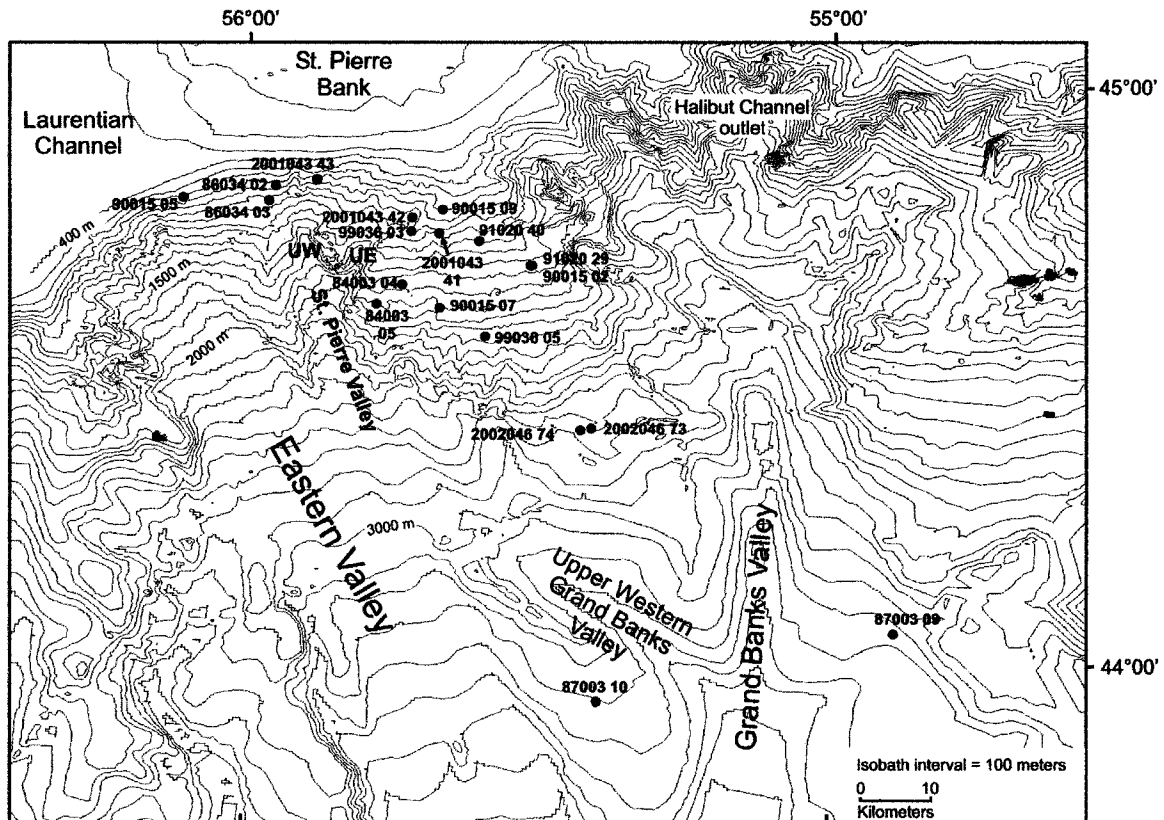 56°00'
55°00'
St. Pierre
Bank
45°00'
Halibut Channel
outlet
Laurentian
Channel
2001043 43
86034 02
90015 05
86034 03
90015 09
2001043 42
99036 03
91020 40
400 m
UW
UE
2001043
41
91020 29
90015 02
1500 m
84003 04
84003
05
90015 07
St. Pierre Valley
99036 05
2000 m
2002046 74
2002046 73
Eastern Valley
3000 m
Upper Western
Grand Banks
Valley
Grand Banks Valley
87003 09
44°00'
87003 10
Isobath interval = 100 meters
0 10
Kilometers